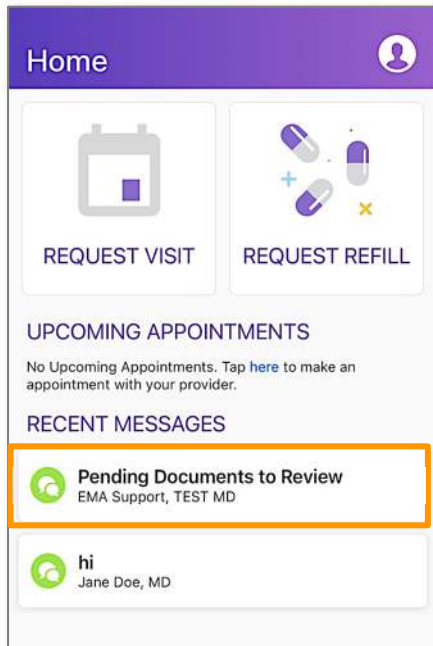 Home
REQUEST VISIT
REQUEST REFILL
UPCOMING APPOINTMENTS
No Upcoming Appointments. Tap here to make an
appointment with your provider.
RECENT MESSAGES
Pending Documents to Review
EMA Support, TEST MD
hi
Jane Doe, MD